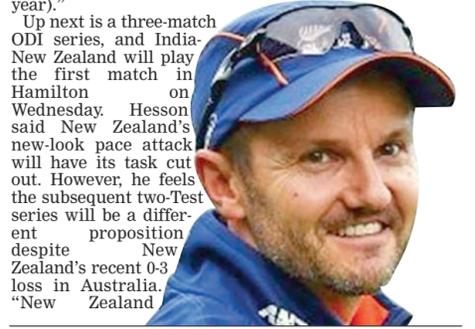 year).”
Up next is a three-match
ODI series, and India-
New Zealand will play
the first match in
Hamilton on
Wednesday. Hesson
said New Zealand’s
new-look pace attack
will have its task cut
out. However, he feels
the subsequent two-Test
series will be a differ-
ent proposition
despite New
Zealand’s recent 0-3
loss in Australia.
“New Zealand